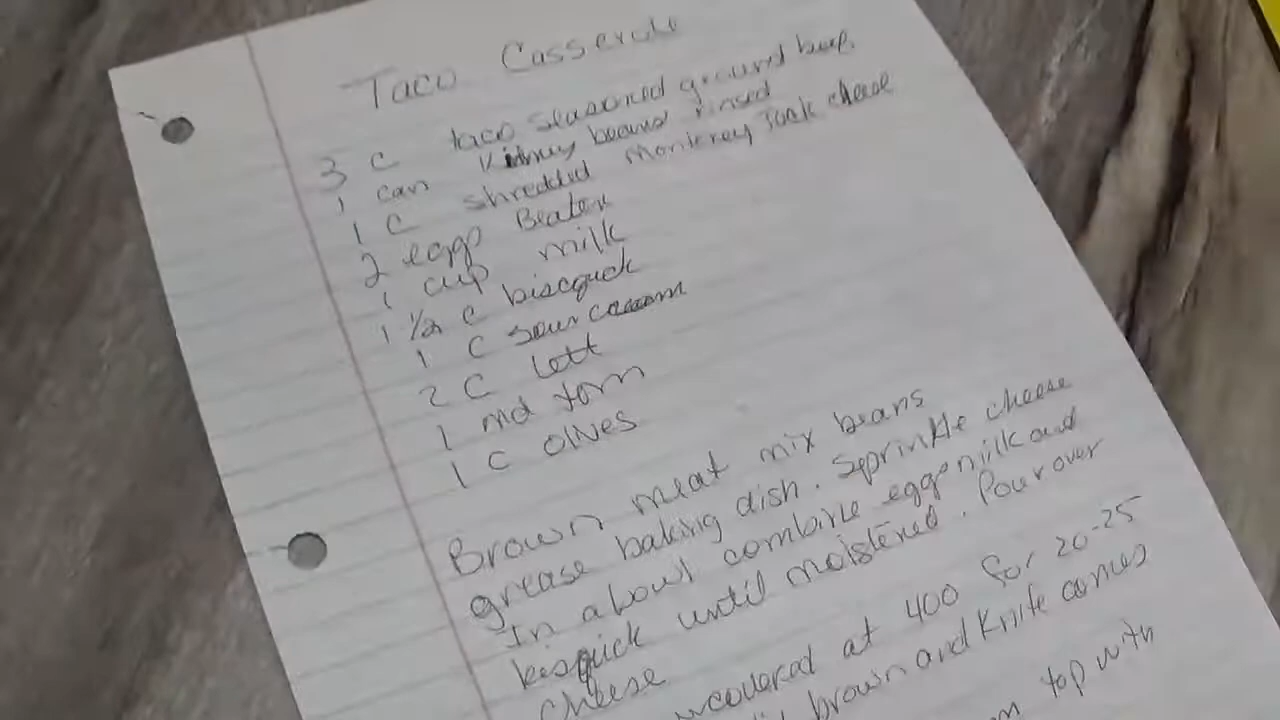 Taco Casserole
3 C taco seasoned ground beef
1 can Kidney beans rinsed
1 C shredded monterey Jack cheese
2 eggs Beaten
1 cup milk
1 1/2 c bisquick
1 C sour cream
2 C lett
1 md tom
1 C olives
Brown meat mix beans
grease baking dish. Sprinkle cheese
In a bowl combine eggs milk and
bisquick until moistened. Pour over
cheese
at 400 for 20-25
brown and Knife comes
top with